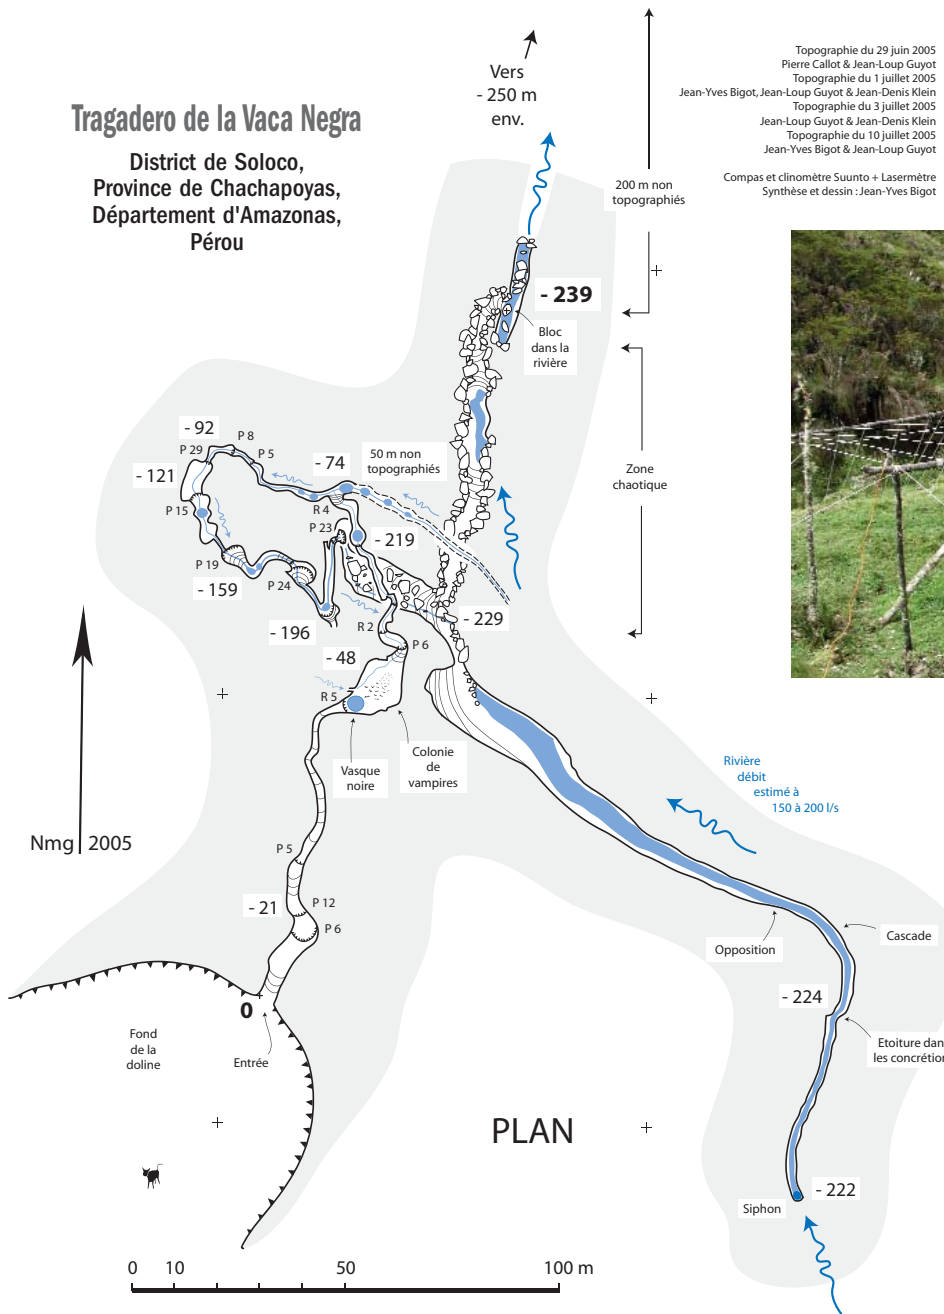 Tragadero de la Vaca Negra
District de Soloco,
Province de Chachapoyas,
Département d'Amazonas,
Pérou
Vers
- 250 m
env.
200 m non
topographiés
Topographie du 29 juin 2005
Pierre Callot & Jean-Loup Guyot
Topographie du 1 juillet 2005
Jean-Yves Bigot, Jean-Loup Guyot & Jean-Denis Klein
Topographie du 3 juillet 2005
Jean-Loup Guyot & Jean-Denis Klein
Topographie du 10 juillet 2005
Jean-Yves Bigot & Jean-Loup Guyot
Compas et clinomètre Suunto + Lasermètre
Synthèse et dessin : Jean-Yves Bigot
- 239
Bloc
dans la
rivière
Zone
chaotique
- 92
P 29
P 8
P 5
- 121
- 74
50 m non
topographiés
P 15
R 4
P 23
- 219
P 19
- 159
P 24
- 196
R 2
- 229
- 48
P 6
R 5
Vasque
noire
Colonie
de
vampires
Rivière
débit
estimé à
150 à 200 l/s
Nmg 2005
P 5
- 21
P 12
P 6
Opposition
Cascade
- 224
Etoiture dan
les concrétion
0
Entrée
Fond
de la
doline
PLAN
- 222
Siphon
0 10 50 100 m